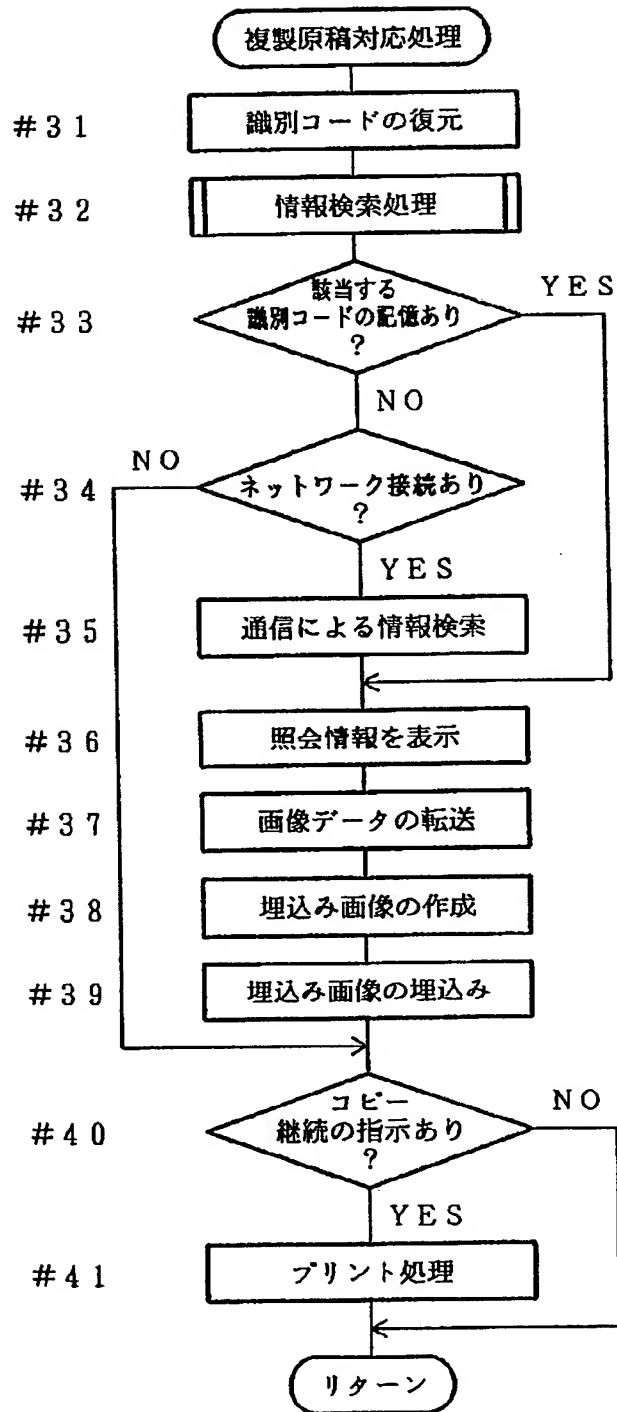 複製原稿対応処理
#31
識別コードの復元
#32
情報検索処理
#33
該当する
識別コードの記憶あり
?
YES
NO
#34
ネットワーク接続あり
?
NO
YES
#35
通信による情報検索
#36
照会情報を表示
#37
画像データの転送
#38
埋込み画像の作成
#39
埋込み画像の埋込み
#40
コピー
継続の指示あり
?
NO
YES
#41
プリント処理
リターン